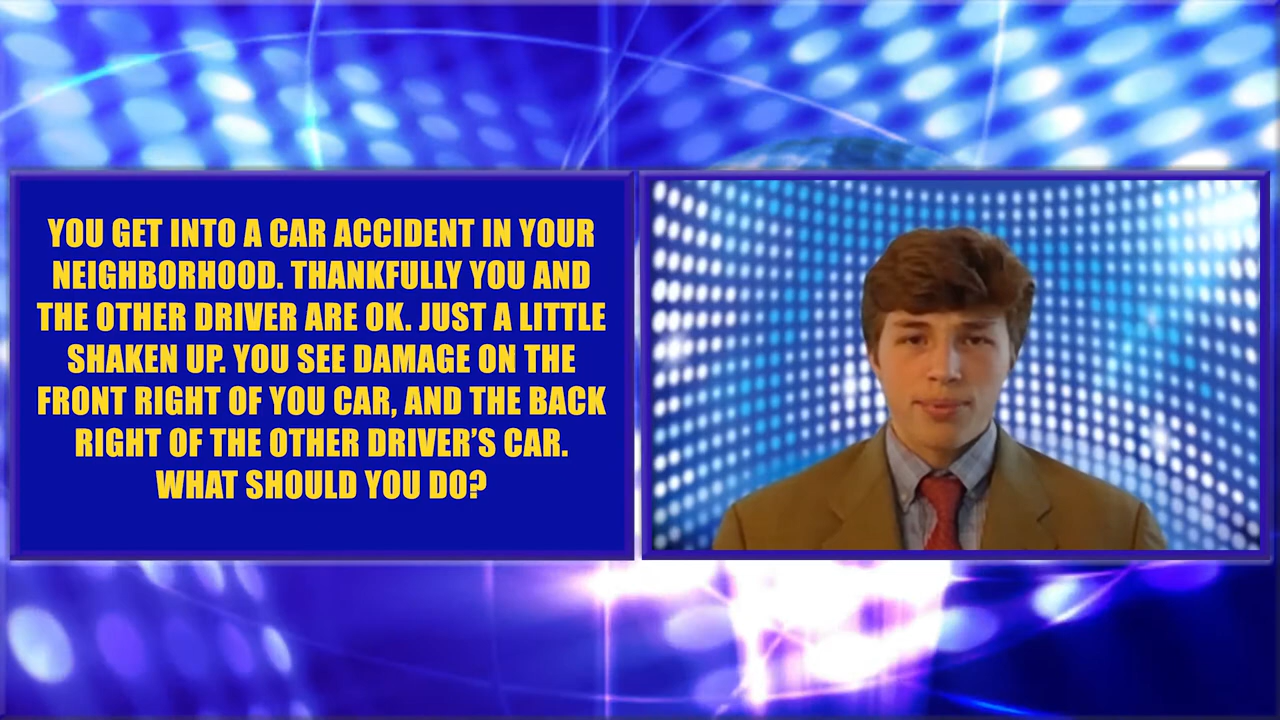 YOU GET INTO A CAR ACCIDENT IN YOUR
NEIGHBORHOOD. THANKFULLY YOU AND
THE OTHER DRIVER ARE OK. JUST A LITTLE
SHAKEN UP. YOU SEE DAMAGE ON THE
FRONT RIGHT OF YOU CAR, AND THE BACK
RIGHT OF THE OTHER DRIVER'S CAR.
WHAT SHOULD YOU DO?